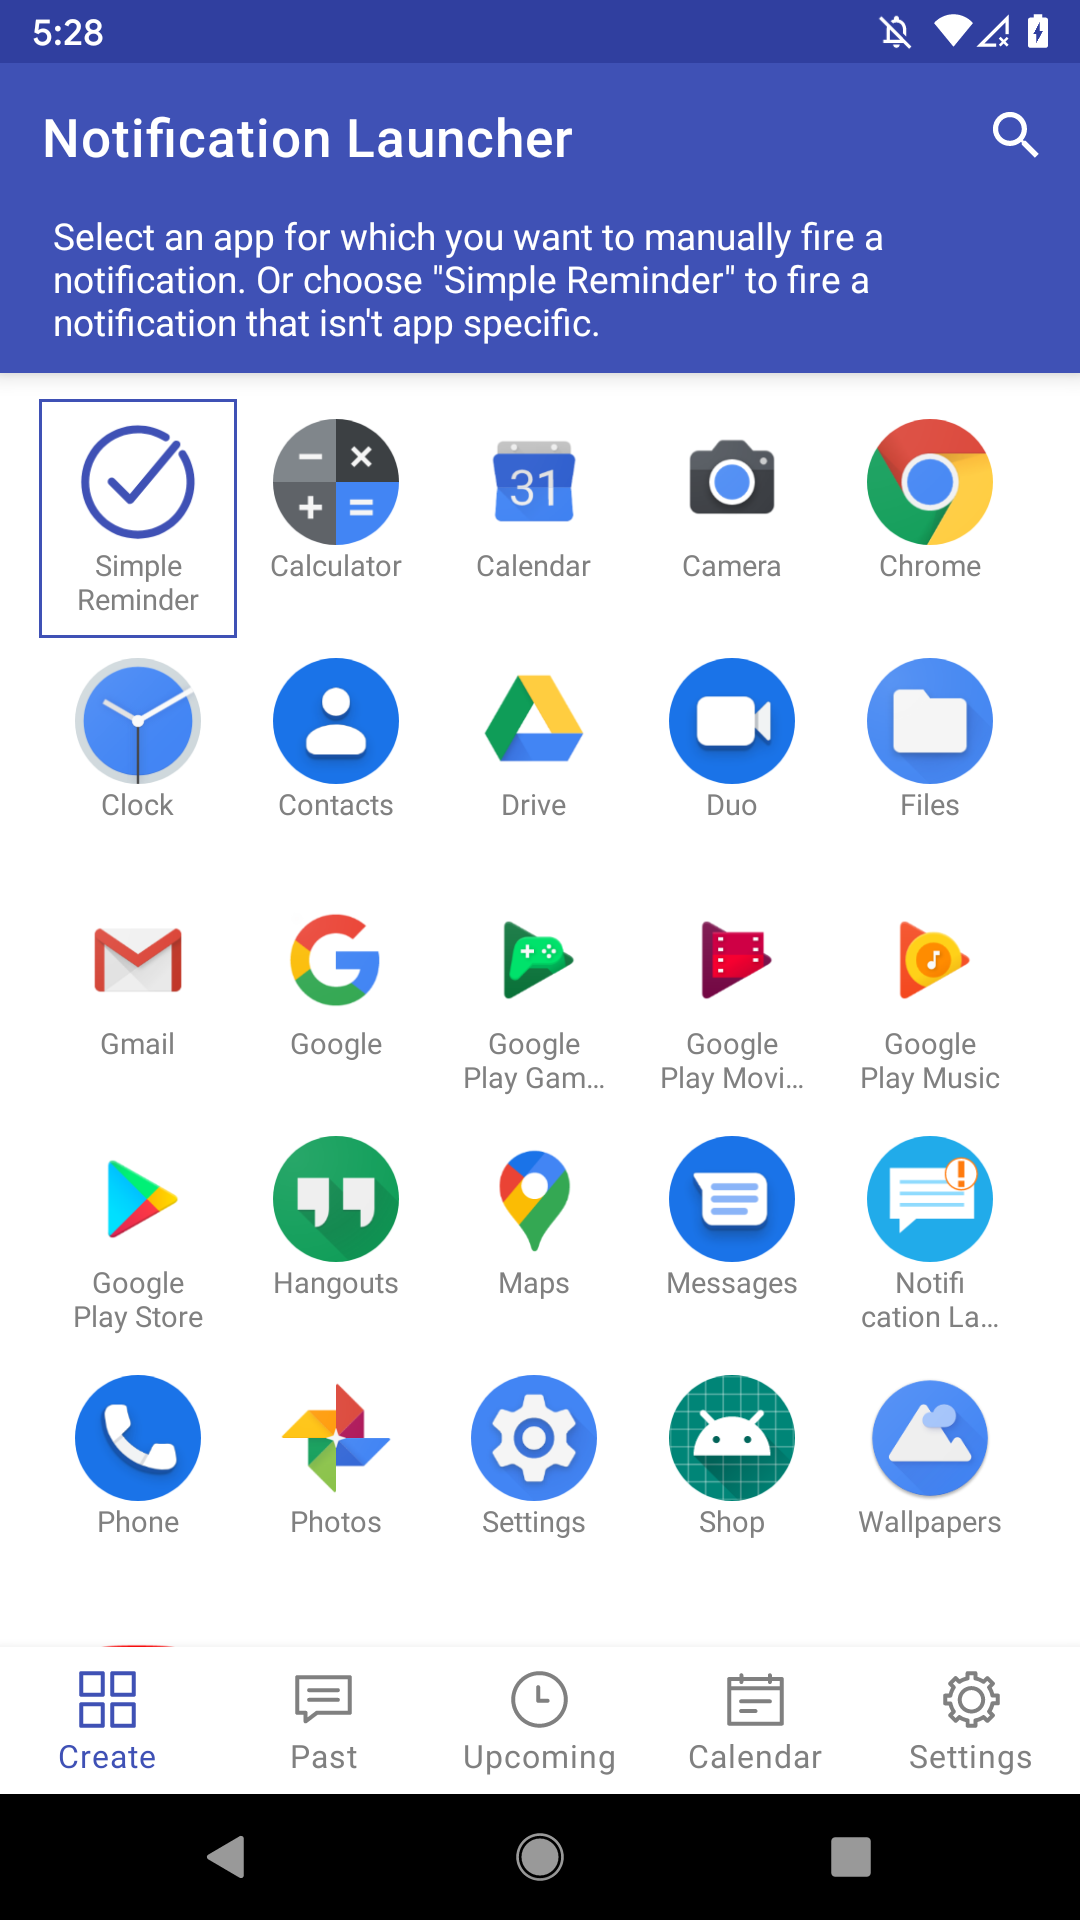 5:28
Notification Launcher
Select an app for which you want to manually fire a
notification. Or choose "Simple Reminder" to fire a
notification that isn't app specific.
Simple
Reminder
Calculator
31
Calendar
Camera
Chrome
Clock
Contacts
Drive
Duo
Files
Gmail
Google
Google
Play Gam...
Google
Play Movi...
Google
Play Music
Google
Play Store
Hangouts
Maps
Messages
Notifi
cation La...
Phone
Photos
Settings
Shop
Wallpapers
Create
Past
Upcoming
Calendar
Settings